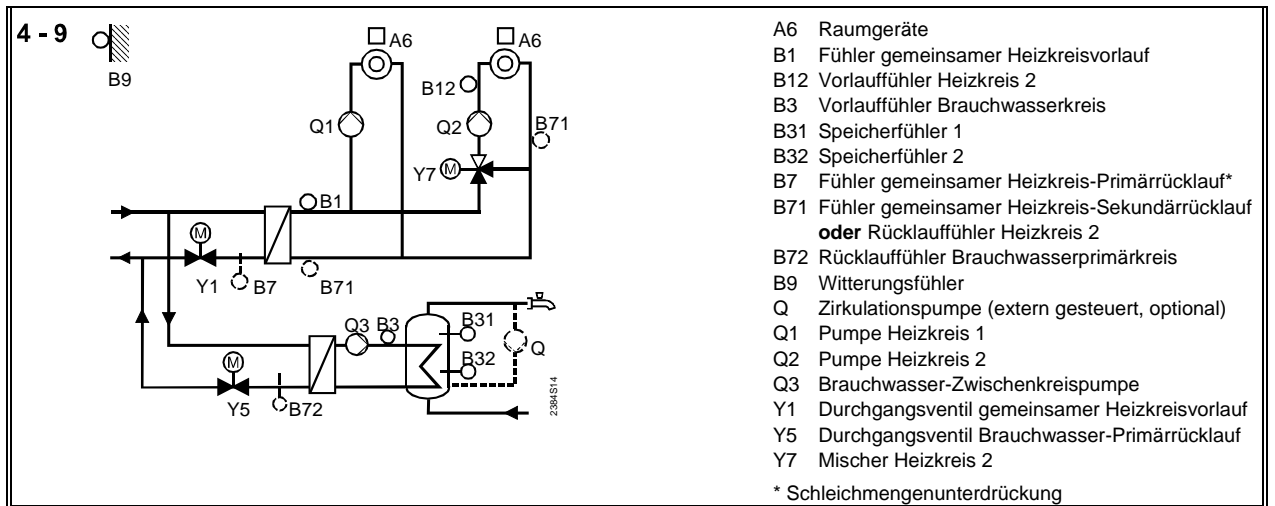 4 - 9
B9
A6
A6
B12
Q1
Q2
B71
Y7
M
B1
M
Y1
B7
B71
Q3
B3
B31
B32
Q
M
Y5
B72
2384S14
A6 Raumgeräte
B1 Fühler gemeinsamer Heizkreisvorlauf
B12 Vorlauffühler Heizkreis 2
B3 Vorlauffühler Brauchwasserkreis
B31 Speicherfühler 1
B32 Speicherfühler 2
B7 Fühler gemeinsamer Heizkreis-Primärrücklauf*
B71 Fühler gemeinsamer Heizkreis-Sekundärrücklauf
oder Rücklauffühler Heizkreis 2
B72 Rücklauffühler Brauchwasserprimärkreis
B9 Witterungsfühler
Q Zirkulationspumpe (extern gesteuert, optional)
Q1 Pumpe Heizkreis 1
Q2 Pumpe Heizkreis 2
Q3 Brauchwasser-Zwischenkreispumpe
Y1 Durchgangsventil gemeinsamer Heizkreisvorlauf
Y5 Durchgangsventil Brauchwasser-Primärrücklauf
Y7 Mischer Heizkreis 2
* Schleichmengenunterdrückung